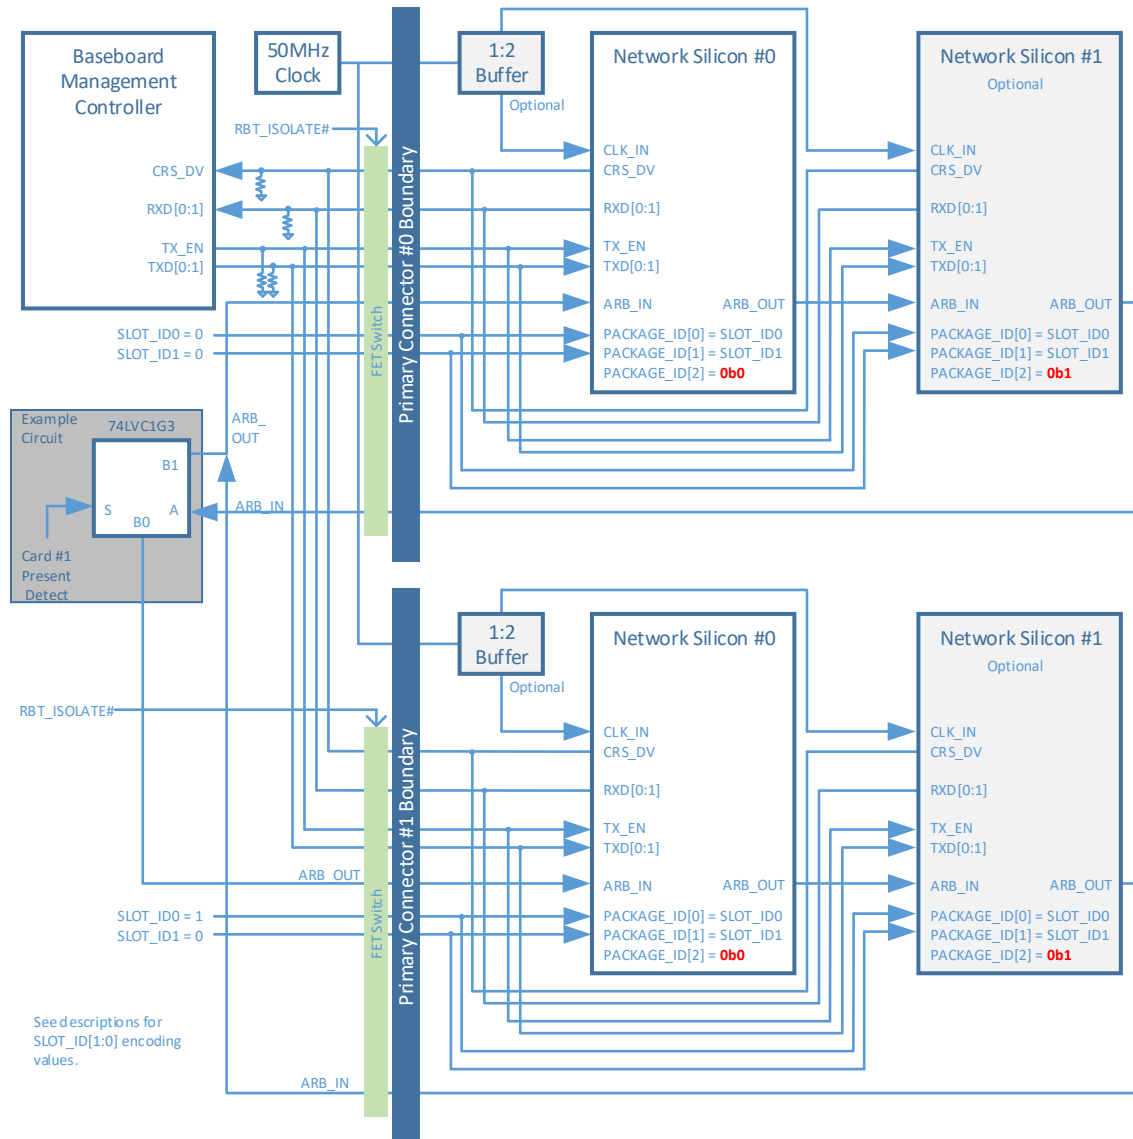 Baseboard
Management
Controller
CRS_DV
RXD[0:1]
TX_EN
TXD[0:1]
50MHz
Clock
RBT_ISOLATE#
SLOT_ID0 = 0
SLOT_ID1 = 0
FET Switch
Primary Connector #0 Boundary
1:2
Buffer
Optional
Network Silicon #0
CLK_IN
CRS_DV
RXD[0:1]
TX_EN
TXD[0:1]
ARB_IN ARB_OUT
PACKAGE_ID[0] = SLOT_ID0
PACKAGE_ID[1] = SLOT_ID1
PACKAGE_ID[2] = 0b0
Network Silicon #1
Optional
CLK_IN
CRS_DV
RXD[0:1]
TX_EN
TXD[0:1]
ARB_IN ARB_OUT
PACKAGE_ID[0] = SLOT_ID0
PACKAGE_ID[1] = SLOT_ID1
PACKAGE_ID[2] = 0b1
Example
Circuit
74LVC1G3
B1
S
A
B0
Card #1
Present
Detect
ARB_
OUT
ARB_IN
RBT_ISOLATE#
ARB OUT
SLOT_ID0 = 1
SLOT_ID1 = 0
FET Switch
Primary Connector #1 Boundary
1:2
Buffer
Optional
Network Silicon #0
CLK_IN
CRS_DV
RXD[0:1]
TX_EN
TXD[0:1]
ARB_IN ARB_OUT
PACKAGE_ID[0] = SLOT_ID0
PACKAGE_ID[1] = SLOT_ID1
PACKAGE_ID[2] = 0b0
Network Silicon #1
Optional
CLK_IN
CRS_DV
RXD[0:1]
TX_EN
TXD[0:1]
ARB_IN ARB_OUT
PACKAGE_ID[0] = SLOT_ID0
PACKAGE_ID[1] = SLOT_ID1
PACKAGE_ID[2] = 0b1
See descriptions for
SLOT_ID[1:0] encoding
values.
ARB_IN